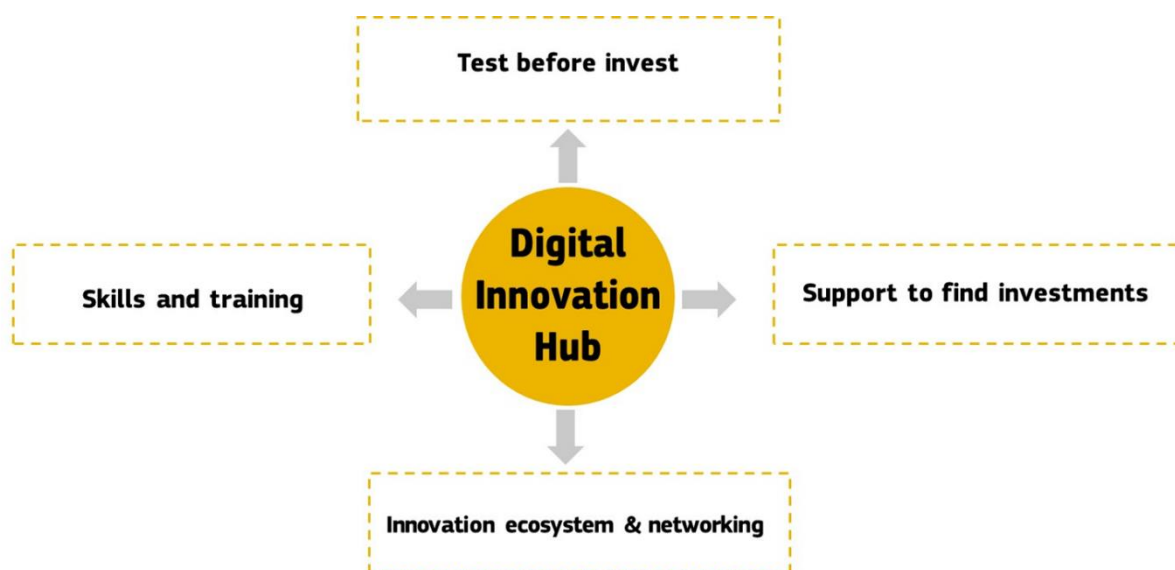 Test before invest
Digital
Innovation
Hub
Skills and training
Support to find investments
Innovation ecosystem & networking